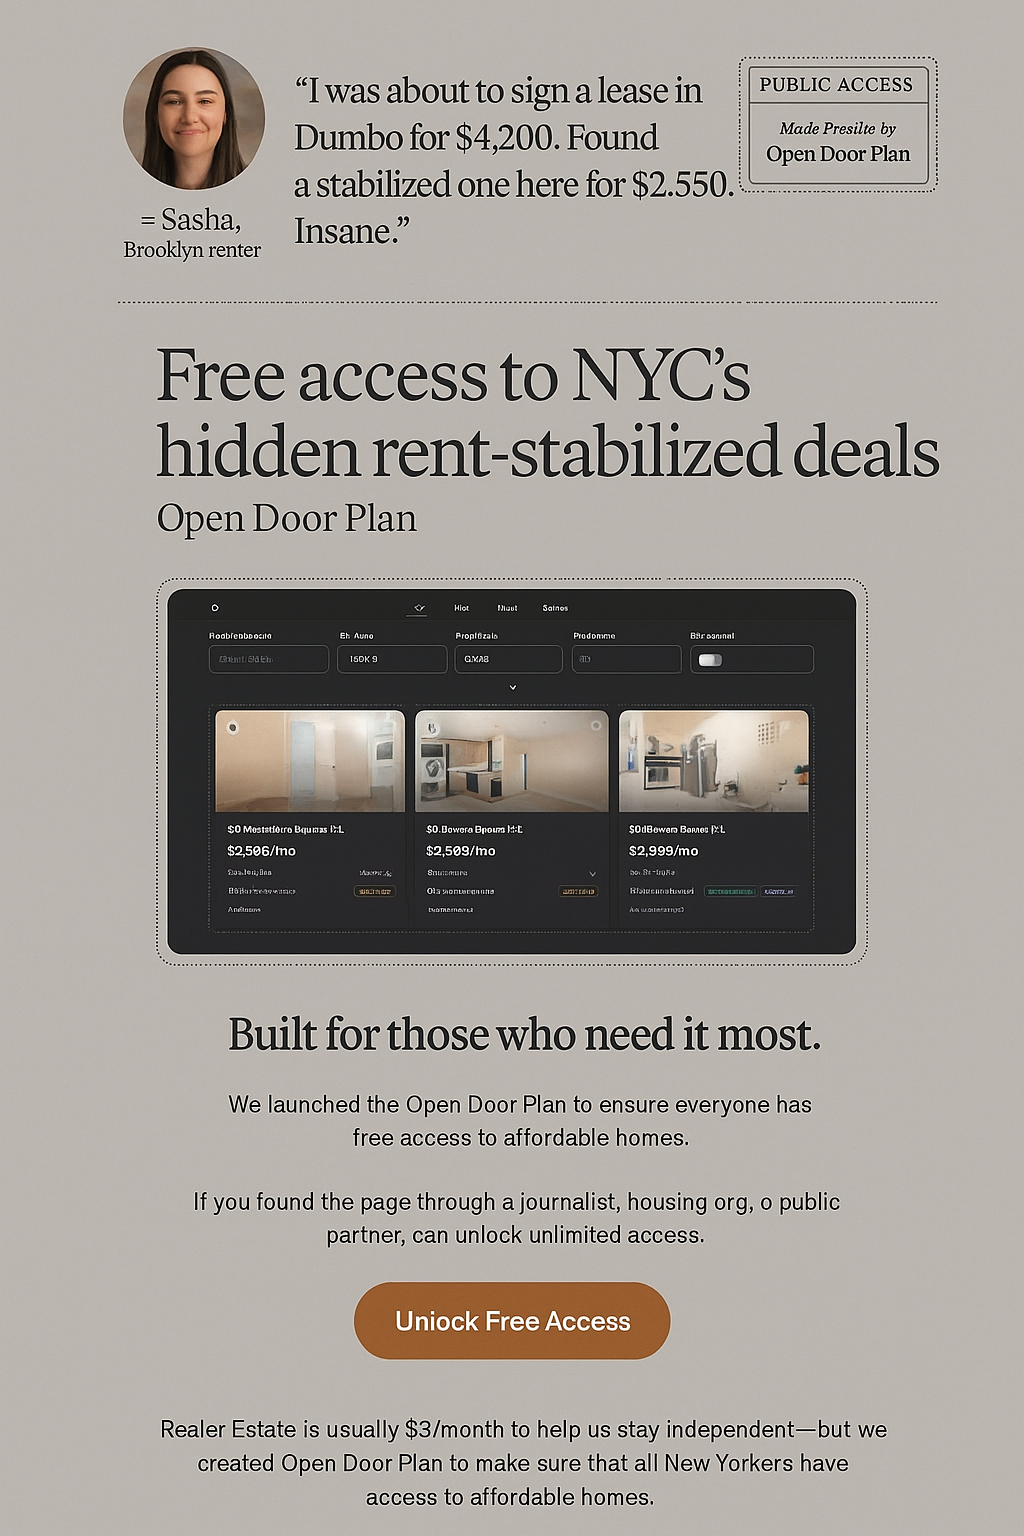 “I was about to sign a lease in
Dumbo for $4,200. Found
a stabilized one here for $2.550.
Insane.”
= Sasha,
Brooklyn renter
PUBLIC ACCESS
Made Presilte by
Open Door Plan
Free access to NYC’s
hidden rent-stabilized deals
Open Door Plan
$2,506/mo
$2,509/mo
$2,999/mo
Built for those who need it most.
We launched the Open Door Plan to ensure everyone has
free access to affordable homes.
If you found the page through a journalist, housing org, o public
partner, can unlock unlimited access.
Uniock Free Access
Realer Estate is usually $3/month to help us stay independent—but we
created Open Door Plan to make sure that all New Yorkers have
access to affordable homes.